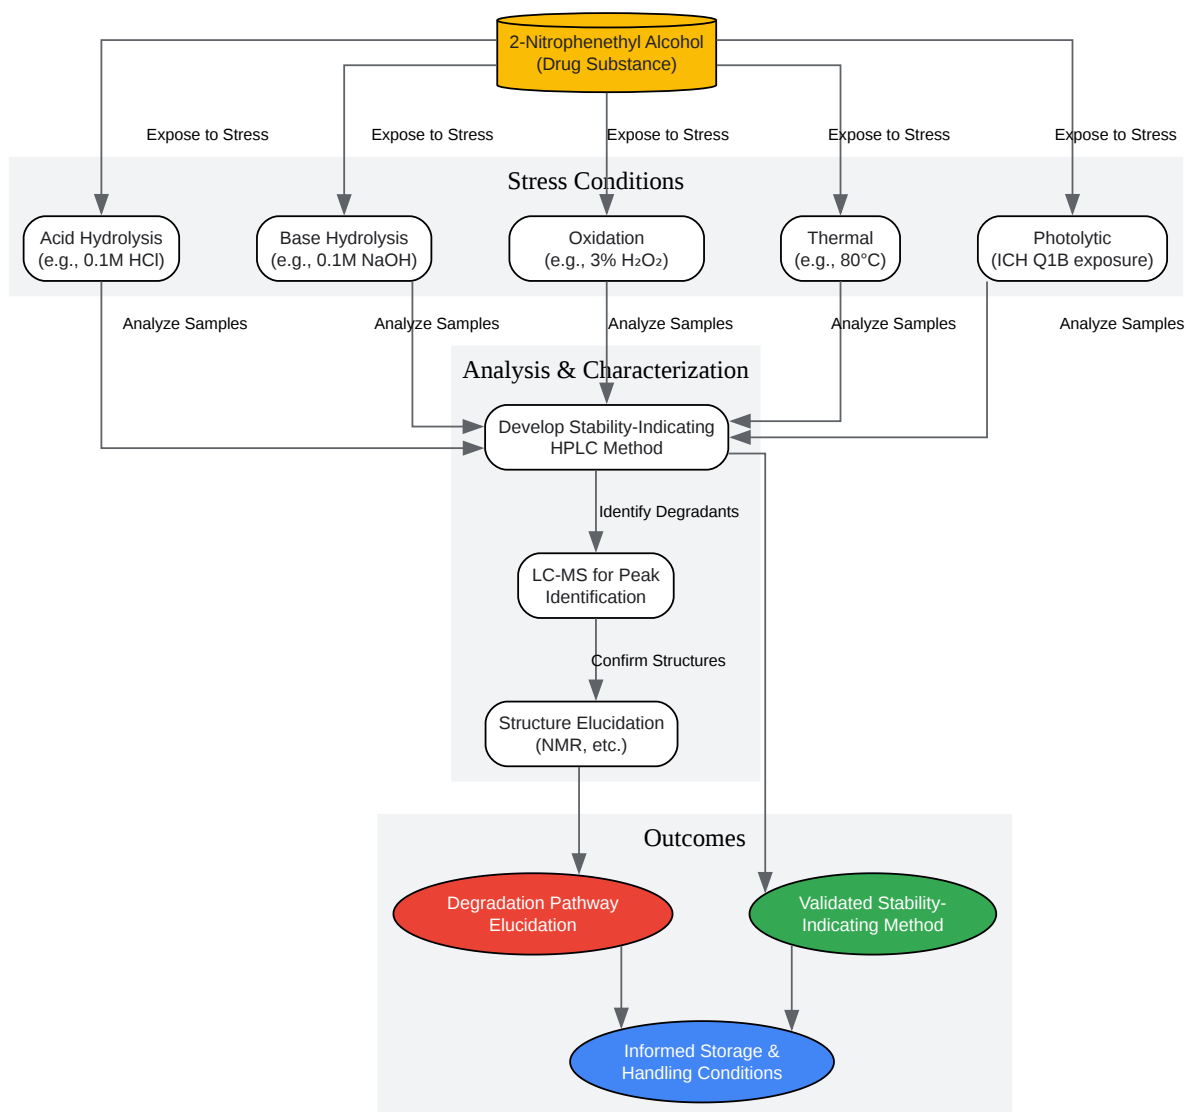 2-Nitrophenethyl Alcohol
(Drug Substance)
Expose to Stress
Expose to Stress
Expose to Stress
Expose to Stress
Expose to Stress
Stress Conditions
Acid Hydrolysis
(e.g., 0.1M HCl)
Base Hydrolysis
(e.g., 0.1M NaOH)
Oxidation
(e.g., 3% H₂O₂)
Thermal
(e.g., 80°C)
Photolytic
(ICH Q1B exposure)
Analyze Samples
Analyze Samples
Analyze Samples
Analyze Samples
Analyze Samples
Analysis & Characterization
Develop Stability-Indicating
HPLC Method
Identify Degradants
LC-MS for Peak
Identification
Confirm Structures
Structure Elucidation
(NMR, etc.)
Outcomes
Degradation Pathway
Elucidation
Validated Stability-
Indicating Method
Informed Storage &
Handling Conditions